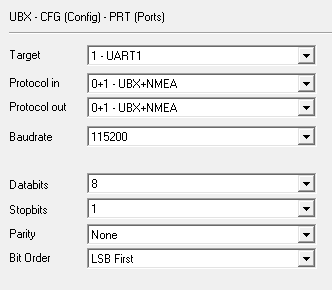 UBX - CFG (Config) - PRT (Ports)
Target 1 - UART1
Protocol in 0+1 - UBX+NMEA
Protocol out 0+1 - UBX+NMEA
Baudrate 115200
Databits 8
Stopbits 1
Parity None
Bit Order LSB First